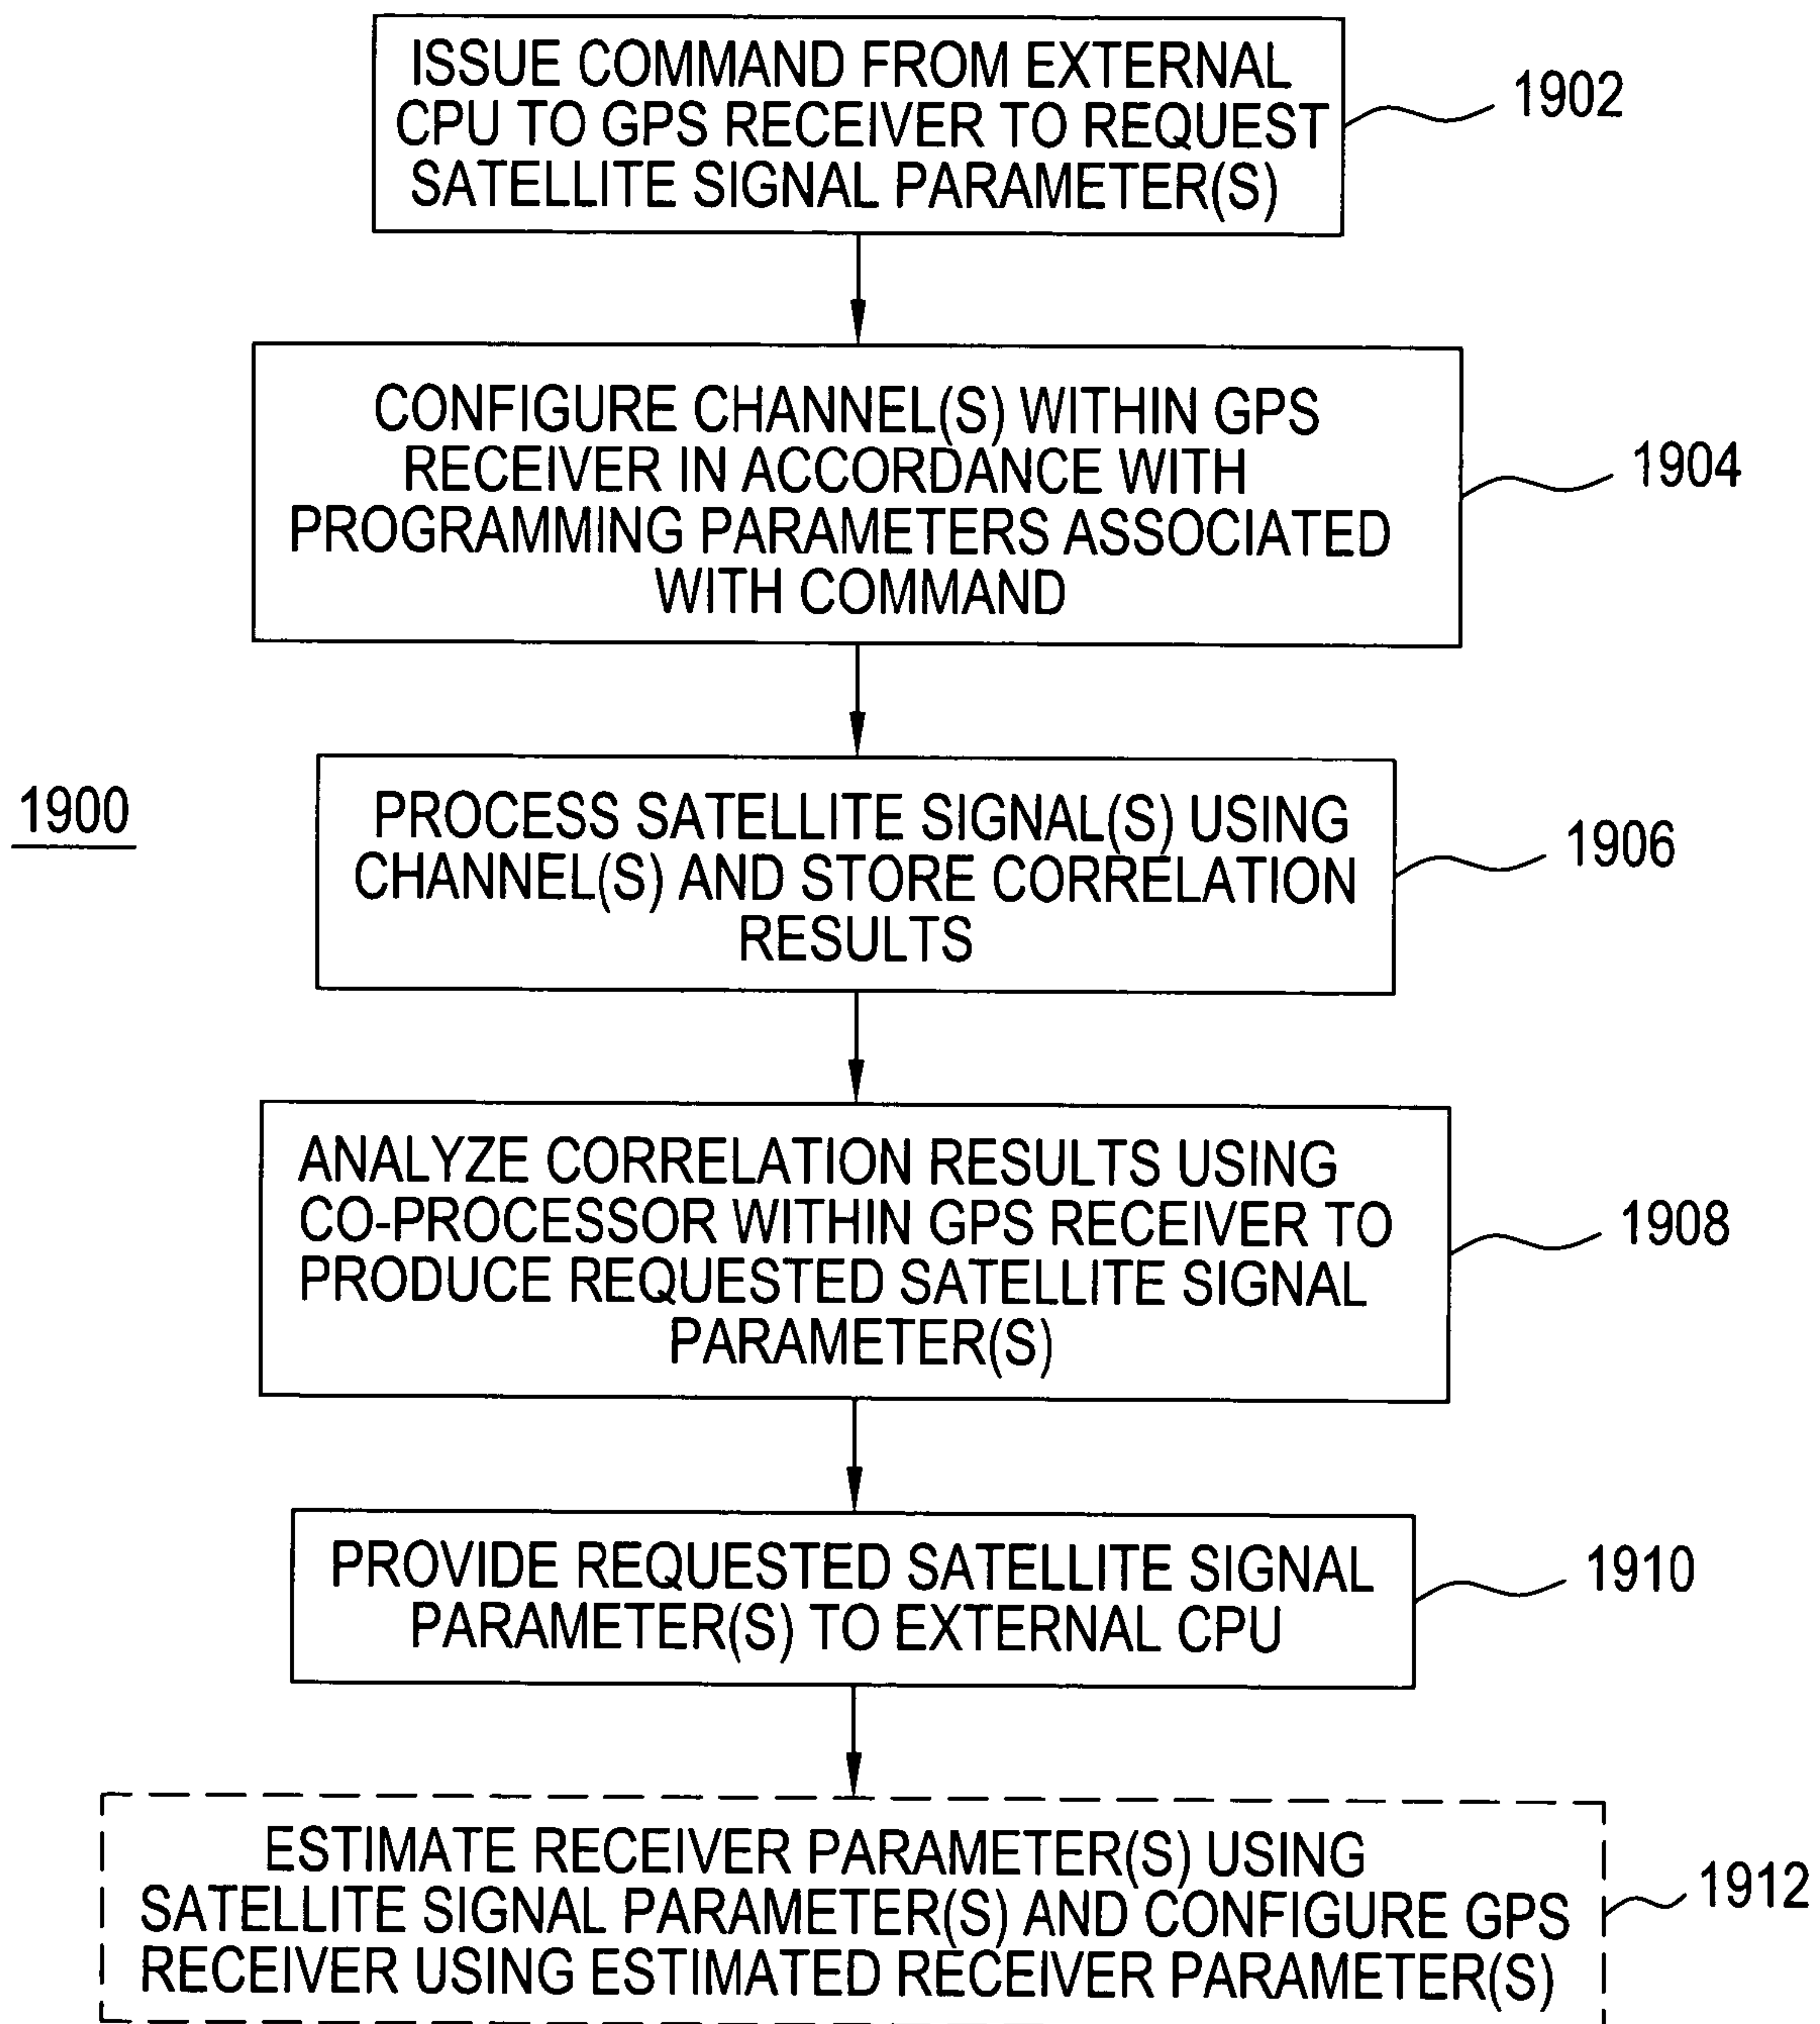 ISSUE COMMAND FROM EXTERNAL
CPU TO GPS RECEIVER TO REQUEST
SATELLITE SIGNAL PARAMETER(S)
1902
CONFIGURE CHANNEL(S) WITHIN GPS
RECEIVER IN ACCORDANCE WITH
PROGRAMMING PARAMETERS ASSOCIATED
WITH COMMAND
1904
1900
PROCESS SATELLITE SIGNAL(S) USING
CHANNEL(S) AND STORE CORRELATION
RESULTS
1906
ANALYZE CORRELATION RESULTS USING
CO-PROCESSOR WITHIN GPS RECEIVER TO
PRODUCE REQUESTED SATELLITE SIGNAL
PARAMETER(S)
1908
PROVIDE REQUESTED SATELLITE SIGNAL
PARAMETER(S) TO EXTERNAL CPU
1910
ESTIMATE RECEIVER PARAMETER(S) USING
SATELLITE SIGNAL PARAMETER(S) AND CONFIGURE GPS
RECEIVER USING ESTIMATED RECEIVER PARAMETER(S)
1912